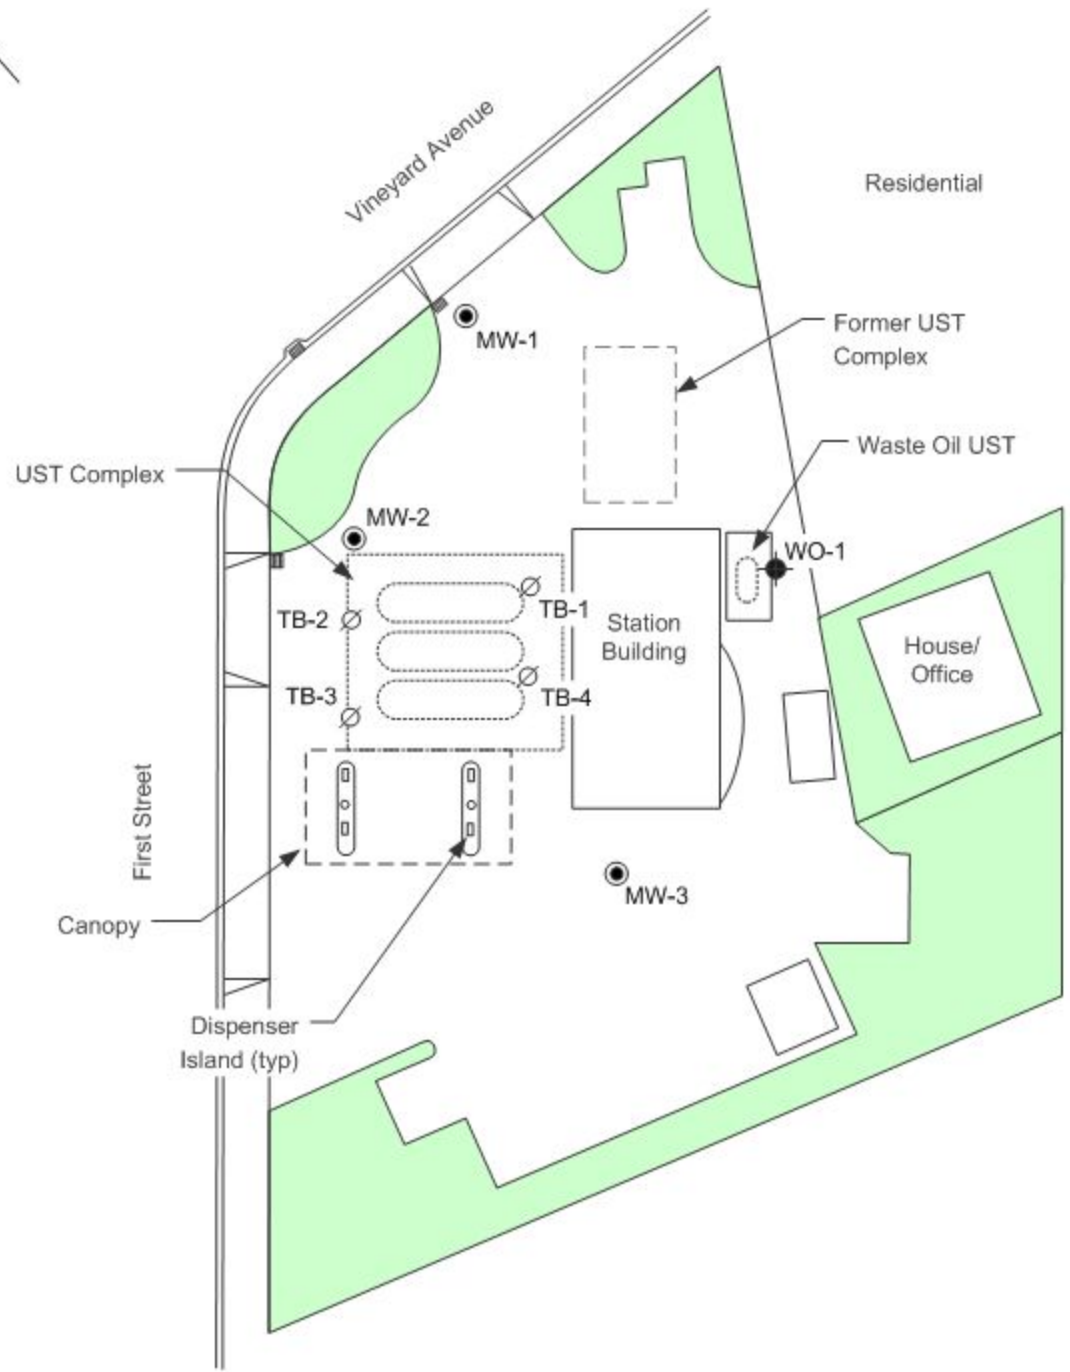 Vineyard Avenue
Residential
MW-1
Former UST
Complex
Waste Oil UST
UST Complex
MW-2
WO-1
TB-1
TB-2
Station
Building
House/
Office
TB-3
TB-4
First Street
MW-3
Canopy
Dispenser
Island (typ)